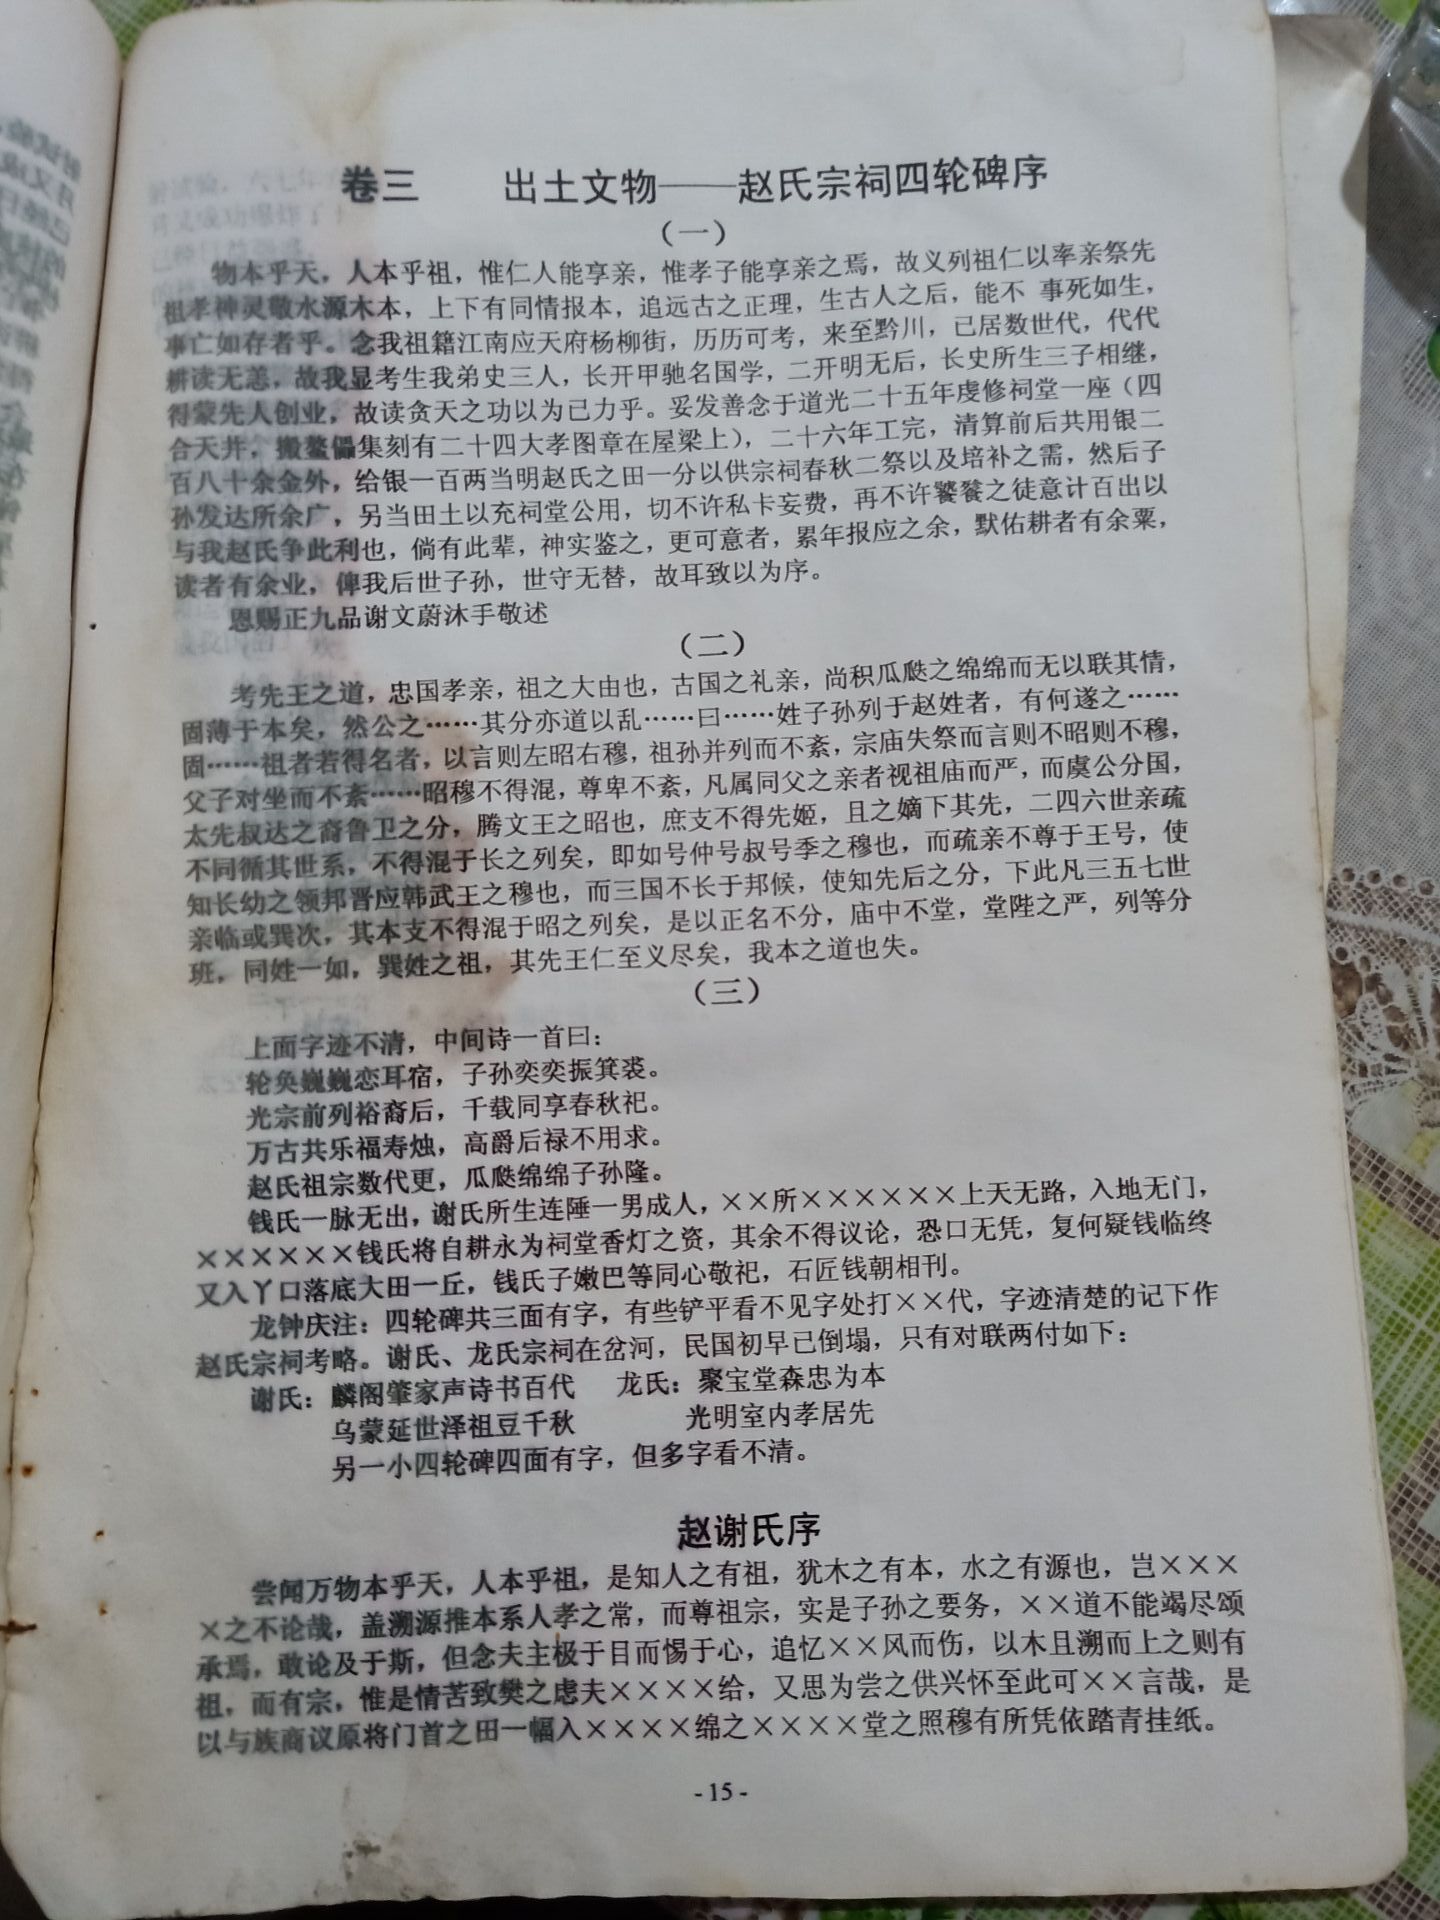 卷三　　出土文物——赵氏宗祠四轮碑序
（一）
物本乎天，人本乎祖，惟仁人能享亲，惟孝子能享亲之焉，故义列祖仁以率亲祭先
祖孝神灵敬水源木本，上下有同情报本，追远古之正理，生古人之后，能不 事死如生，
事亡如存者乎。念我祖籍江南应天府杨柳街，历历可考，来至黔川，已居数世代，代代
耕读无恙，故我显考生我弟史三人，长开甲驰名国学，二开明无后，长史所生三子相继，
得蒙先人创业，故读贪天之功以为已力乎。妥发善念于道光二十五年虔修祠堂一座（四
合天井，搬鳌儡集刻有二十四大孝图章在屋梁上），二十六年工完，清算前后共用银二
百八十余金外，给银一百两当明赵氏之田一分以供宗祠春秋二祭以及培补之需，然后子
孙发达所余广，另当田土以充祠堂公用，切不许私卡妄费，再不许饕餮之徒意计百出以
与我赵氏争此利也，倘有此辈，神实鉴之，更可意者，累年报应之余，默佑耕者有余粟，
读者有余业，俾我后世子孙，世守无替，故耳致以为序。
恩赐正九品谢文蔚沐手敬述
（二）
考先王之道，忠国孝亲，祖之大由也，古国之礼亲，尚积瓜瓞之绵绵而无以联其情，
固薄于本矣，然公之……其分亦道以乱……曰……姓子孙列于赵姓者，有何遂之……
固……祖者若得名者，以言则左昭右穆，祖孙并列而不紊，宗庙失祭而言则不昭则不穆，
父子对坐而不紊……昭穆不得混，尊卑不紊，凡属同父之亲者视祖庙而严，而虞公分国，
太先叔达之裔鲁卫之分，腾文王之昭也，庶支不得先姬，且之嫡下其先，二四六世亲疏
不同循其世系，不得混于长之列矣，即如号仲号叔号季之穆也，而疏亲不尊于王号，使
知长幼之领邦晋应韩武王之穆也，而三国不长于邦候，使知先后之分，下此凡三五七世
亲临或巽次，其本支不得混于昭之列矣，是以正名不分，庙中不堂，堂陛之严，列等分
班，同姓一如，巽姓之祖，其先王仁至义尽矣，我本之道也失。
（三）
上面字迹不清，中间诗一首曰：
轮奂巍巍恋耳宿，子孙奕奕振箕裘。
光宗前列裕裔后，千载同享春秋祀。
万古共乐福寿烛，高爵后禄不用求。
赵氏祖宗数代更，瓜瓞绵绵子孙隆。
钱氏一脉无出，谢氏所生连陲一男成人，××所××××××上天无路，入地无门，
××××××钱氏将自耕永为祠堂香灯之资，其余不得议论，恐口无凭，复何疑钱临终
又入丫口落底大田一丘，钱氏子嫩巴等同心敬祀，石匠钱朝相刊。
龙钟庆注：四轮碑共三面有字，有些铲平看不见字处打××代，字迹清楚的记下作
赵氏宗祠考略。谢氏、龙氏宗祠在岔河，民国初早已倒塌，只有对联两付如下：
谢氏：麟阁肇家声诗书百代　龙氏：聚宝堂森忠为本
乌蒙延世泽祖豆千秋　　　光明室内孝居先
另一小四轮碑四面有字，但多字看不清。
赵谢氏序
尝闻万物本乎天，人本乎祖，是知人之有祖，犹木之有本，水之有源也，岂×××
×之不论哉，盖溯源推本系人孝之常，而尊祖宗，实是子孙之要务，××道不能竭尽颂
承焉，敢论及于斯，但念夫主极于目而惕于心，追忆××风而伤，以木且溯而上之则有
祖，而有宗，惟是情苦致樊之虑夫××××给，又思为尝之供兴怀至此可××言哉，是
以与族商议原将门首之田一幅入××××绵之××××堂之照穆有所凭依踏青挂纸。
- 15 -